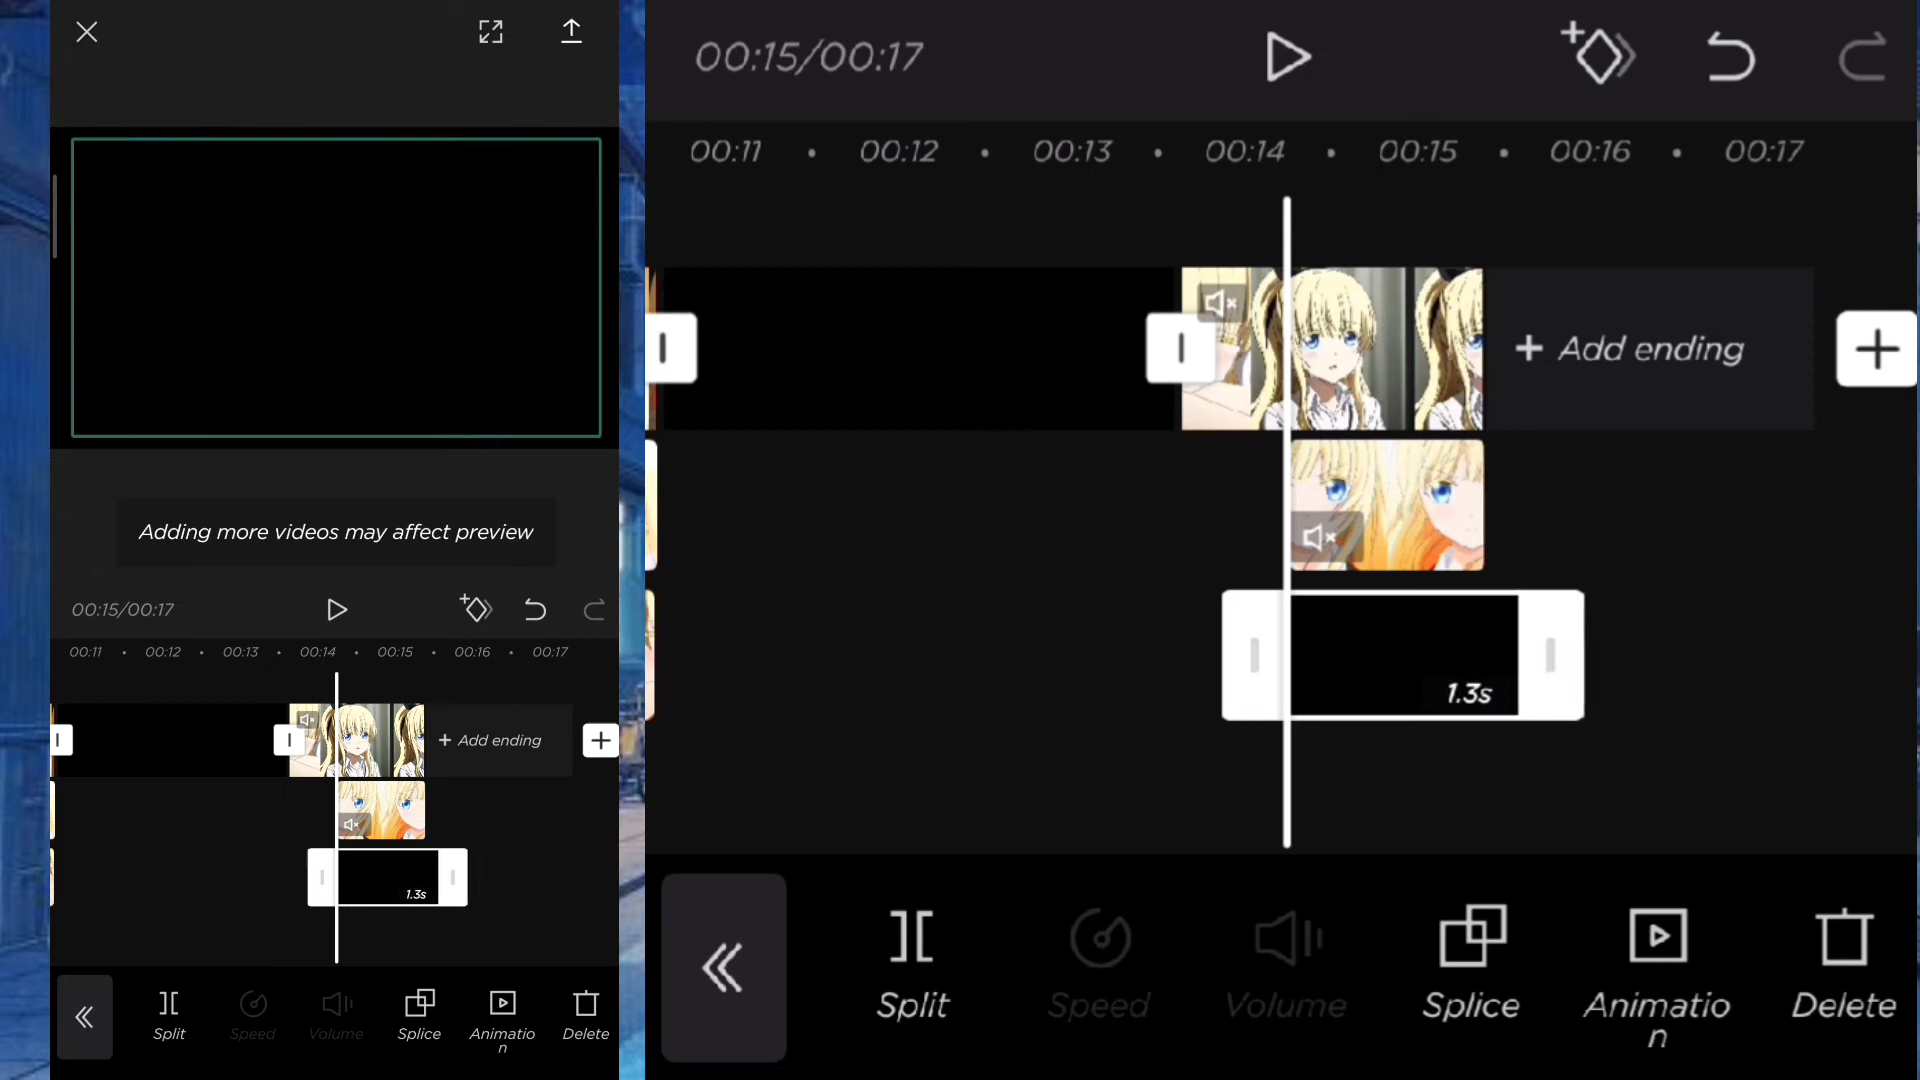 Adding more videos may affect preview
00:15/00:17
00:11 00:12 00:13 00:14 00:15 00:16 00:17
+ Add ending
1.3s
Split Speed Volume Splice Animatio
n Delete
00:15/00:17
00:11 • 00:12 • 00:13 • 00:14 • 00:15 • 00:16 • 00:17
+ Add ending
1.3s
Split Speed Volume Splice Animatio
n Delete